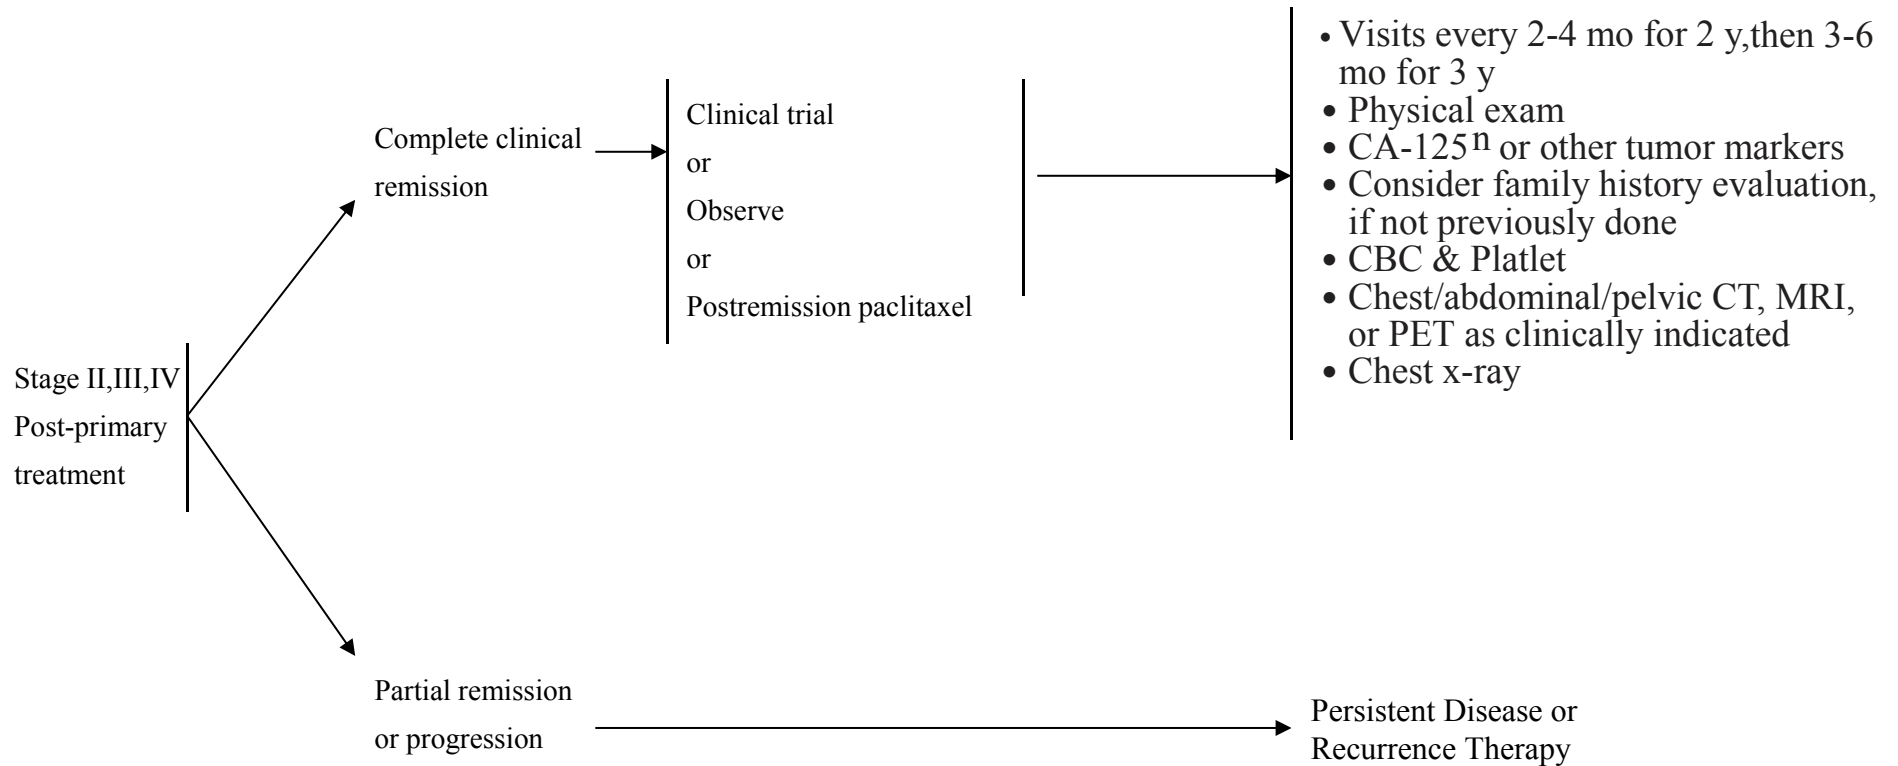 Stage II,III,IV
Post-primary
treatment
Complete clinical
remission
Clinical trial
or
Observe
or
Postremission paclitaxel
• Visits every 2-4 mo for 2 y,then 3-6
mo for 3 y
• Physical exam
• CA-125ⁿ or other tumor markers
• Consider family history evaluation,
if not previously done
• CBC & Platlet
• Chest/abdominal/pelvic CT, MRI,
or PET as clinically indicated
• Chest x-ray
Partial remission
or progression
Persistent Disease or
Recurrence Therapy